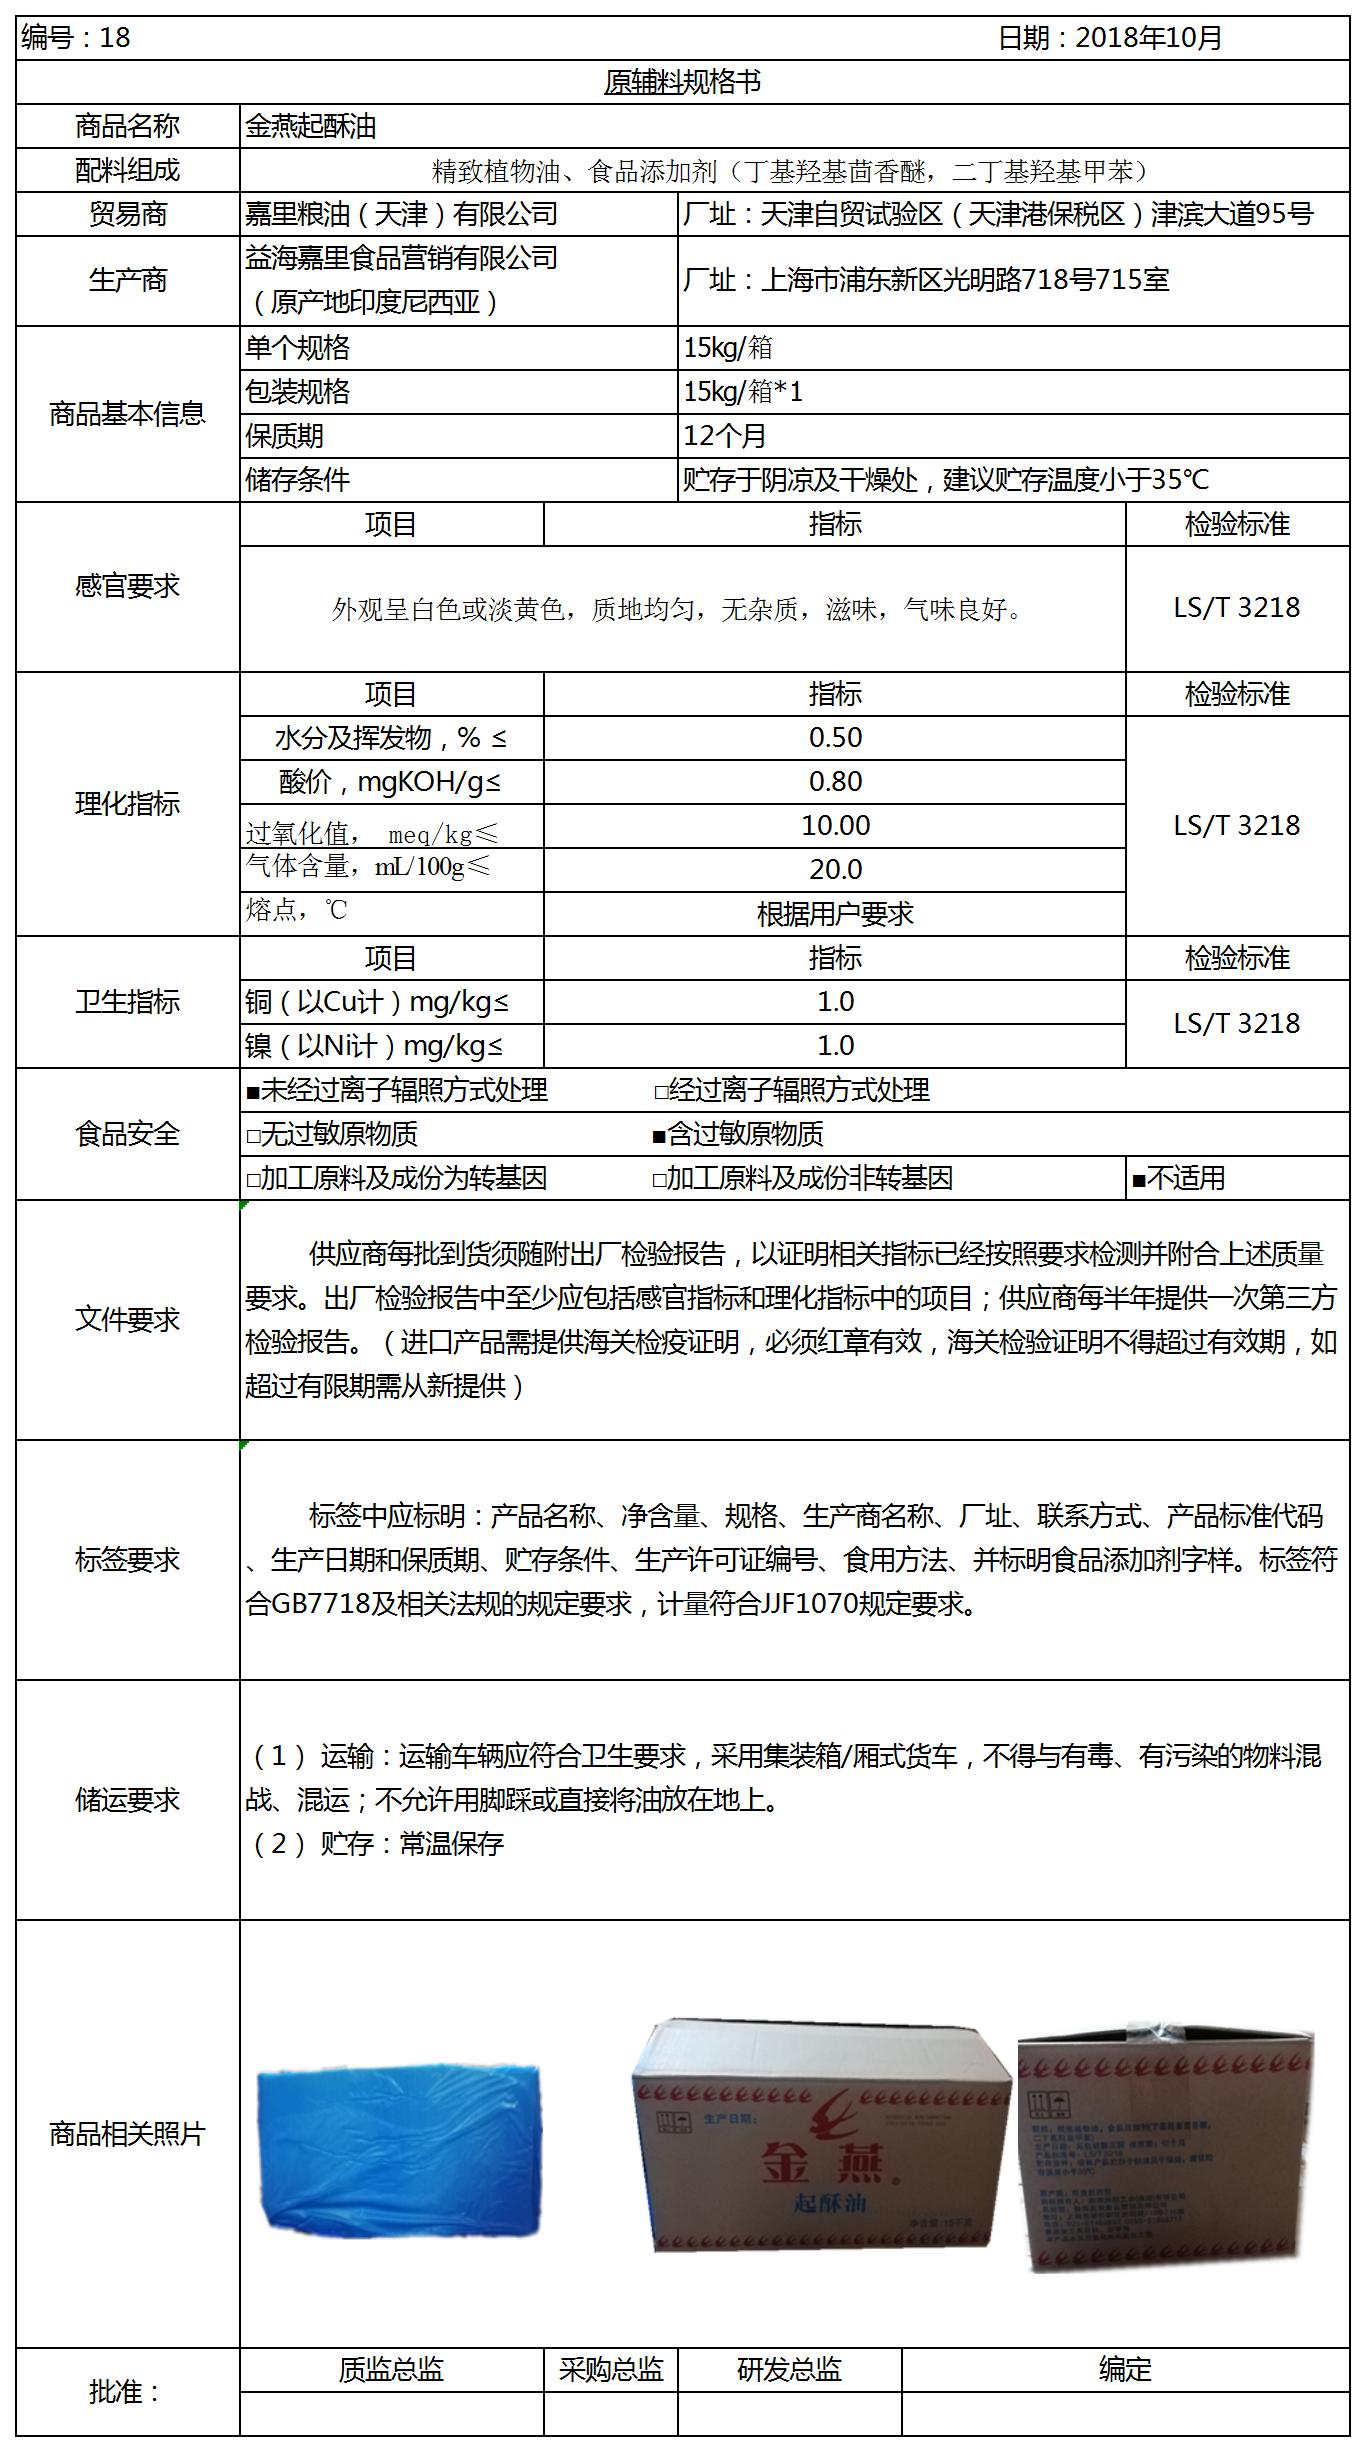 编号：18 日期：2018年10月
原辅料规格书
商品名称 金燕起酥油
配料组成 精致植物油、食品添加剂（丁基羟基茴香醚，二丁基羟基甲苯）
贸易商 嘉里粮油（天津）有限公司 厂址：天津自贸试验区（天津港保税区）津滨大道95号
生产商 益海嘉里食品营销有限公司
（原产地印度尼西亚） 厂址：上海市浦东新区光明路718号715室
商品基本信息
单个规格 15kg/箱
包装规格 15kg/箱*1
保质期 12个月
储存条件 贮存于阴凉及干燥处，建议贮存温度小于35℃
感官要求
项目 指标 检验标准
外观呈白色或淡黄色，质地均匀，无杂质，滋味，气味良好。 LS/T 3218
理化指标
项目 指标 检验标准
水分及挥发物，% ≤ 0.50
酸价，mgKOH/g≤ 0.80
过氧化值， meq/kg≤ 10.00
LS/T 3218
气体含量，mL/100g≤ 20.0
熔点，℃ 根据用户要求
卫生指标
项目 指标 检验标准
铜（以Cu计）mg/kg≤ 1.0
镍（以Ni计）mg/kg≤ 1.0
LS/T 3218
食品安全
■未经过离子辐照方式处理 □经过离子辐照方式处理
□无过敏原物质 ■含过敏原物质
□加工原料及成份为转基因 □加工原料及成份非转基因 ■不适用
文件要求
供应商每批到货须随附出厂检验报告，以证明相关指标已经按照要求检测并附合上述质量
要求。出厂检验报告中至少应包括感官指标和理化指标中的项目；供应商每半年提供一次第三方
检验报告。（进口产品需提供海关检疫证明，必须红章有效，海关检验证明不得超过有效期，如
超过有限期需从新提供）
标签要求
标签中应标明：产品名称、净含量、规格、生产商名称、厂址、联系方式、产品标准代码
、生产日期和保质期、贮存条件、生产许可证编号、食用方法、并标明食品添加剂字样。标签符
合GB7718及相关法规的规定要求，计量符合JJF1070规定要求。
储运要求
（1） 运输：运输车辆应符合卫生要求，采用集装箱/厢式货车，不得与有毒、有污染的物料混
战、混运；不允许用脚踩或直接将油放在地上。
（2） 贮存：常温保存
商品相关照片
生产日期：
金燕
起酥油
净含量:15千克
批准：
质监总监 采购总监 研发总监 编定